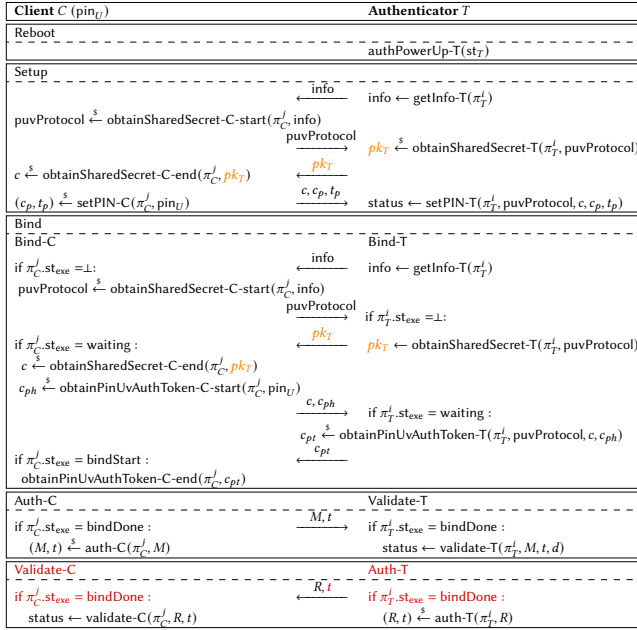 Client C (pin_U) Authenticator T
Reboot
authPowerUp-T(st_T)
Setup
info
info ← getInfo-T(π_T^i)
puvProtocol ←$ obtainSharedSecret-C-start(π_C^j, info)
puvProtocol
pk_T ←$ obtainSharedSecret-T(π_T^i, puvProtocol)
pk_T
c ←$ obtainSharedSecret-C-end(π_C^j, pk_T)
c, c_p, t_p
(c_p, t_p) ←$ setPIN-C(π_C^j, pin_U) status ← setPIN-T(π_T^i, puvProtocol, c, c_p, t_p)
Bind
Bind-C Bind-T
info
if π_C^j.st_exe =⊥: info ← getInfo-T(π_T^i)
puvProtocol ←$ obtainSharedSecret-C-start(π_C^j, info)
puvProtocol
if π_T^i.st_exe =⊥:
pk_T
if π_C^j.st_exe = waiting : pk_T ← obtainSharedSecret-T(π_T^i, puvProtocol)
c ←$ obtainSharedSecret-C-end(π_C^j, pk_T)
c_ph ←$ obtainPinUvAuthToken-C-start(π_C^j, pin_U)
c, c_ph
if π_T^i.st_exe = waiting :
c_pt ←$ obtainPinUvAuthToken-T(π_T^i, puvProtocol, c, c_ph)
c_pt
if π_C^j.st_exe = bindStart :
obtainPinUvAuthToken-C-end(π_C^j, c_pt)
Auth-C Validate-T
M, t
if π_C^j.st_exe = bindDone : if π_T^i.st_exe = bindDone :
(M, t) ←$ auth-C(π_C^j, M) status ← validate-T(π_T^i, M, t, d)
Validate-C Auth-T
R, t
if π_C^j.st_exe = bindDone : if π_T^i.st_exe = bindDone :
status ← validate-C(π_C^j, R, t) (R, t) ←$ auth-T(π_T^i, R)